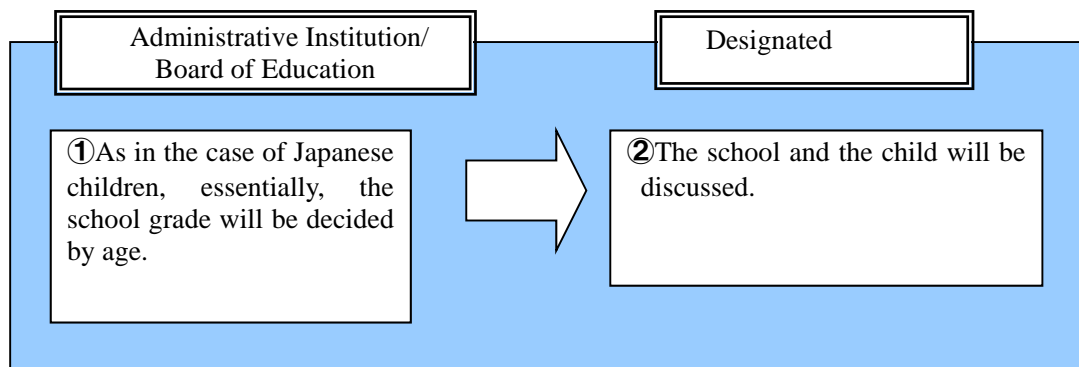 Administrative Institution/
Board of Education
Designated
①As in the case of Japanese
children, essentially, the
school grade will be decided
by age.
②The school and the child will be
discussed.